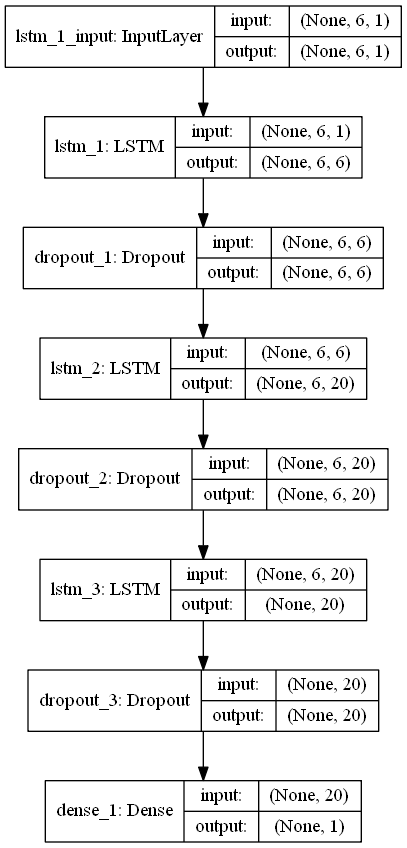 lstm_1_input: InputLayer
input: (None, 6, 1)
output: (None, 6, 1)
lstm_1: LSTM
input: (None, 6, 1)
output: (None, 6, 6)
dropout_1: Dropout
input: (None, 6, 6)
output: (None, 6, 6)
lstm_2: LSTM
input: (None, 6, 6)
output: (None, 6, 20)
dropout_2: Dropout
input: (None, 6, 20)
output: (None, 6, 20)
lstm_3: LSTM
input: (None, 6, 20)
output: (None, 20)
dropout_3: Dropout
input: (None, 20)
output: (None, 20)
dense_1: Dense
input: (None, 20)
output: (None, 1)